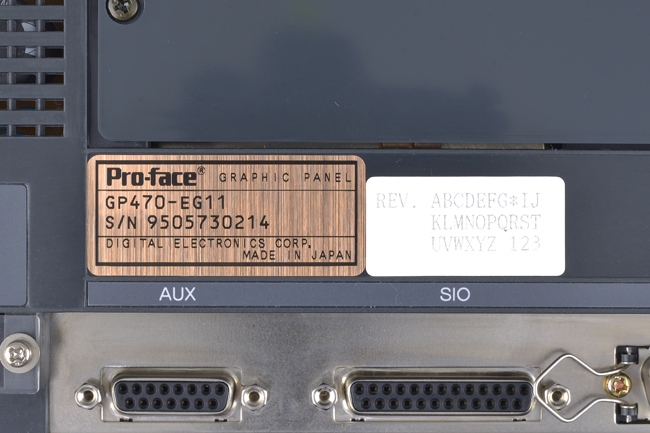 Pro-face® GRAPHIC PANEL
GP470-EG11
S/N 9505730214
DIGITAL ELECTRONICS CORP.
MADE IN JAPAN
REV. ABCDEFG*IJ
KLMNOPQRST
UVWXYZ 123
AUX
SIO